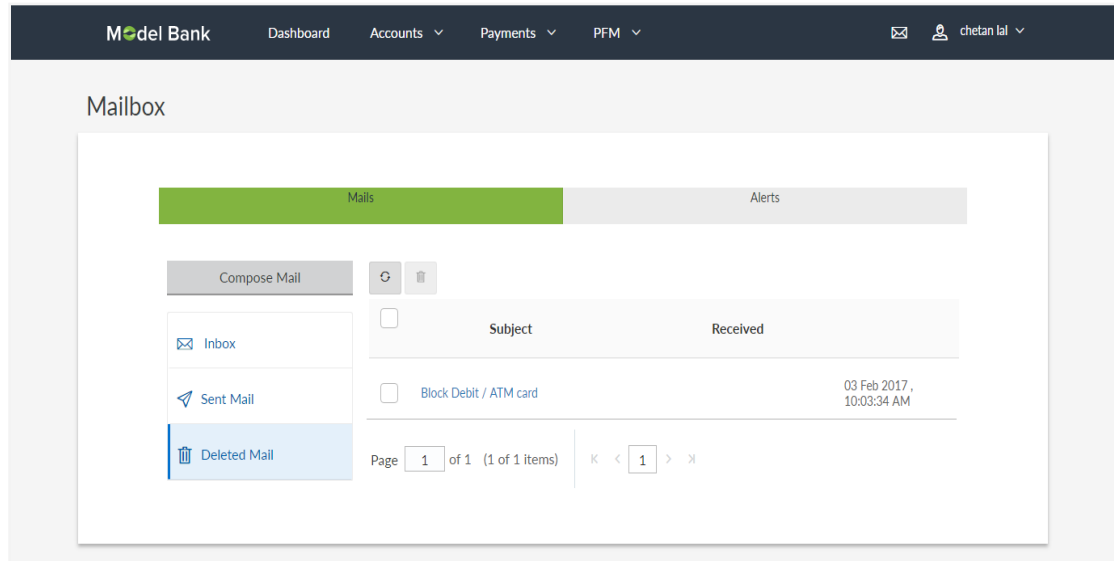 Model Bank Dashboard Accounts Payments PFM chetan lal
Mailbox
Mails Alerts
Compose Mail
Subject Received
Inbox
Block Debit / ATM card 03 Feb 2017 ,
10:03:34 AM
Sent Mail
Deleted Mail
Page 1 of 1 (1 of 1 items) K < 1 > K